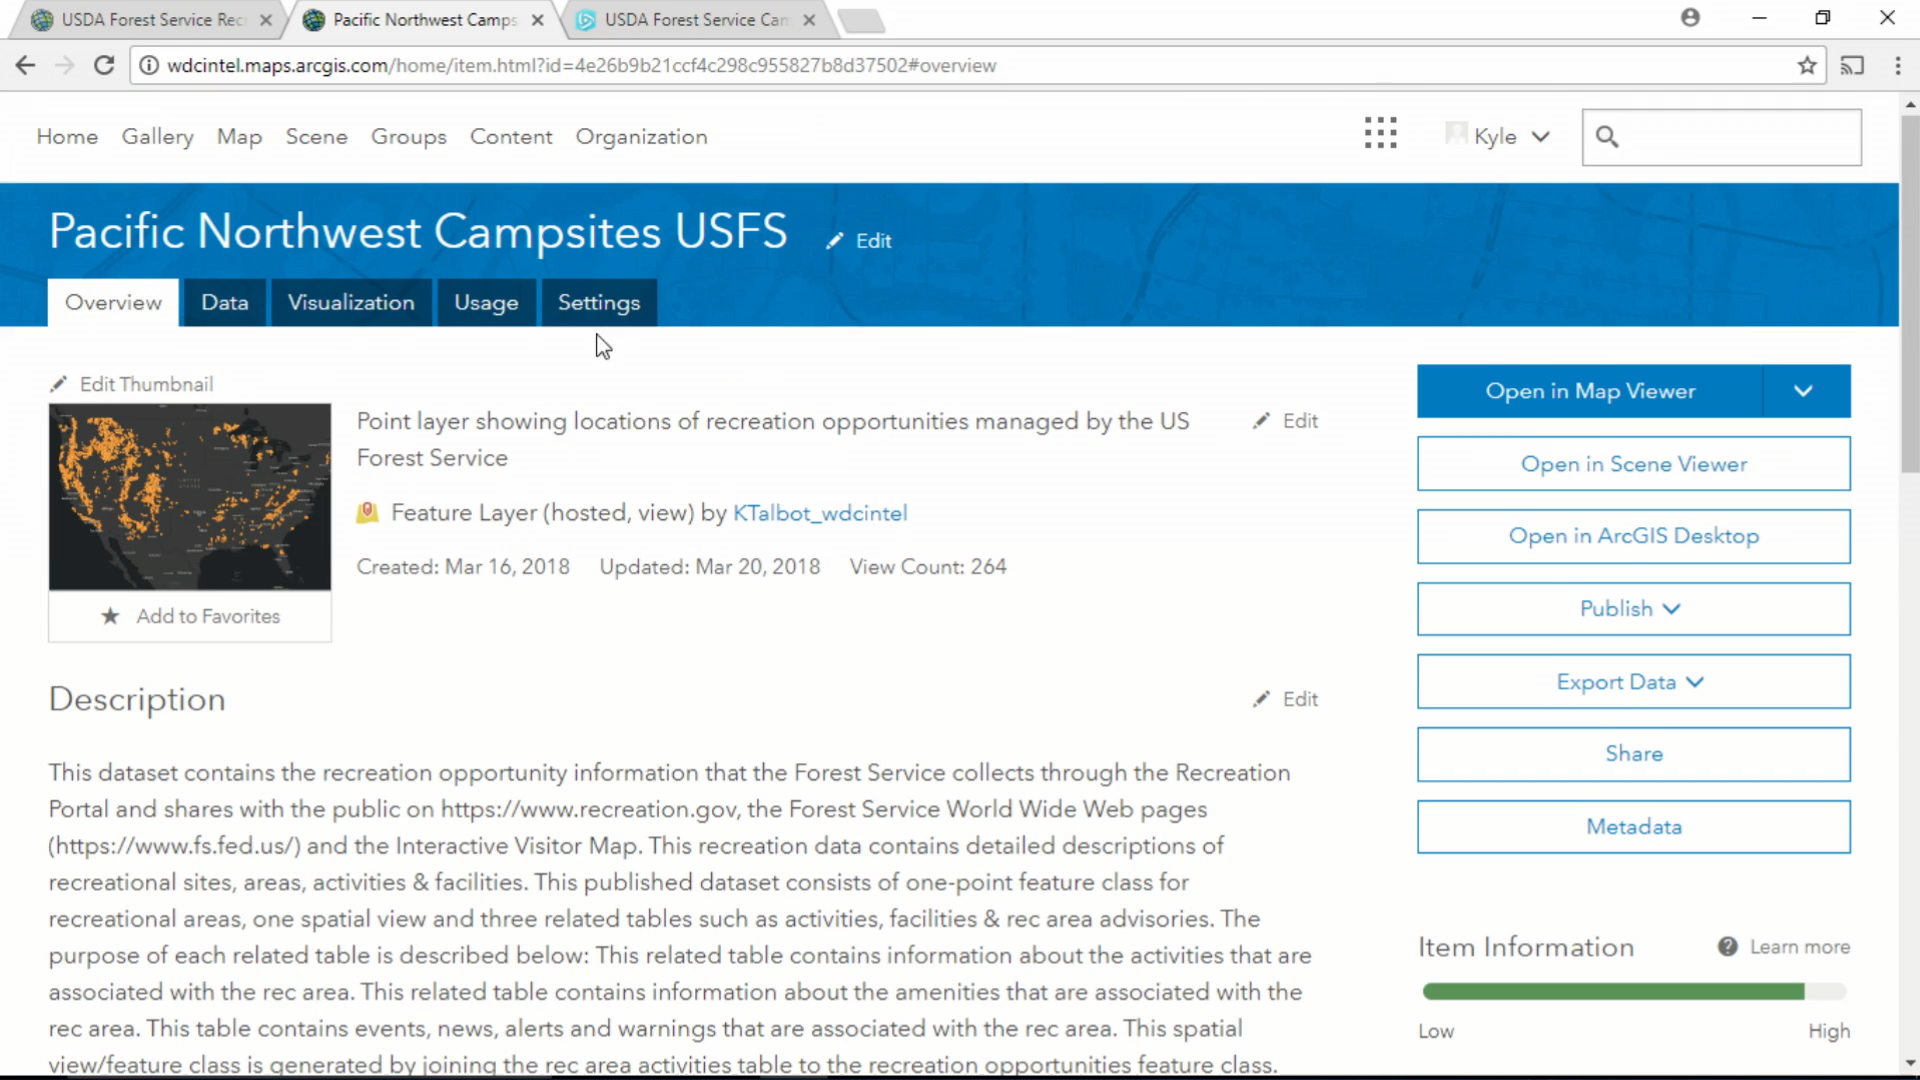 USDA Forest Service Rec
Pacific Northwest Camps
USDA Forest Service Cam
wdcintel.maps.arcgis.com/home/item.html?id=4e26b9b21ccf4c298c955827b8d37502#overview
Home Gallery Map Scene Groups Content Organization
Kyle
Pacific Northwest Campsites USFS
Edit
Overview Data Visualization Usage Settings
Edit Thumbnail
Add to Favorites
Point layer showing locations of recreation opportunities managed by the US
Forest Service
Edit
Feature Layer (hosted, view) by KTalbot_wdcintel
Created: Mar 16, 2018 Updated: Mar 20, 2018 View Count: 264
Description
Edit
This dataset contains the recreation opportunity information that the Forest Service collects through the Recreation
Portal and shares with the public on https://www.recreation.gov, the Forest Service World Wide Web pages
(https://www.fs.fed.us/) and the Interactive Visitor Map. This recreation data contains detailed descriptions of
recreational sites, areas, activities & facilities. This published dataset consists of one-point feature class for
recreational areas, one spatial view and three related tables such as activities, facilities & rec area advisories. The
purpose of each related table is described below: This related table contains information about the activities that are
associated with the rec area. This related table contains information about the amenities that are associated with the
rec area. This table contains events, news, alerts and warnings that are associated with the rec area. This spatial
view/feature class is generated by joining the rec area activities table to the recreation opportunities feature class.
Open in Map Viewer
Open in Scene Viewer
Open in ArcGIS Desktop
Publish
Export Data
Share
Metadata
Item Information
Learn more
Low High